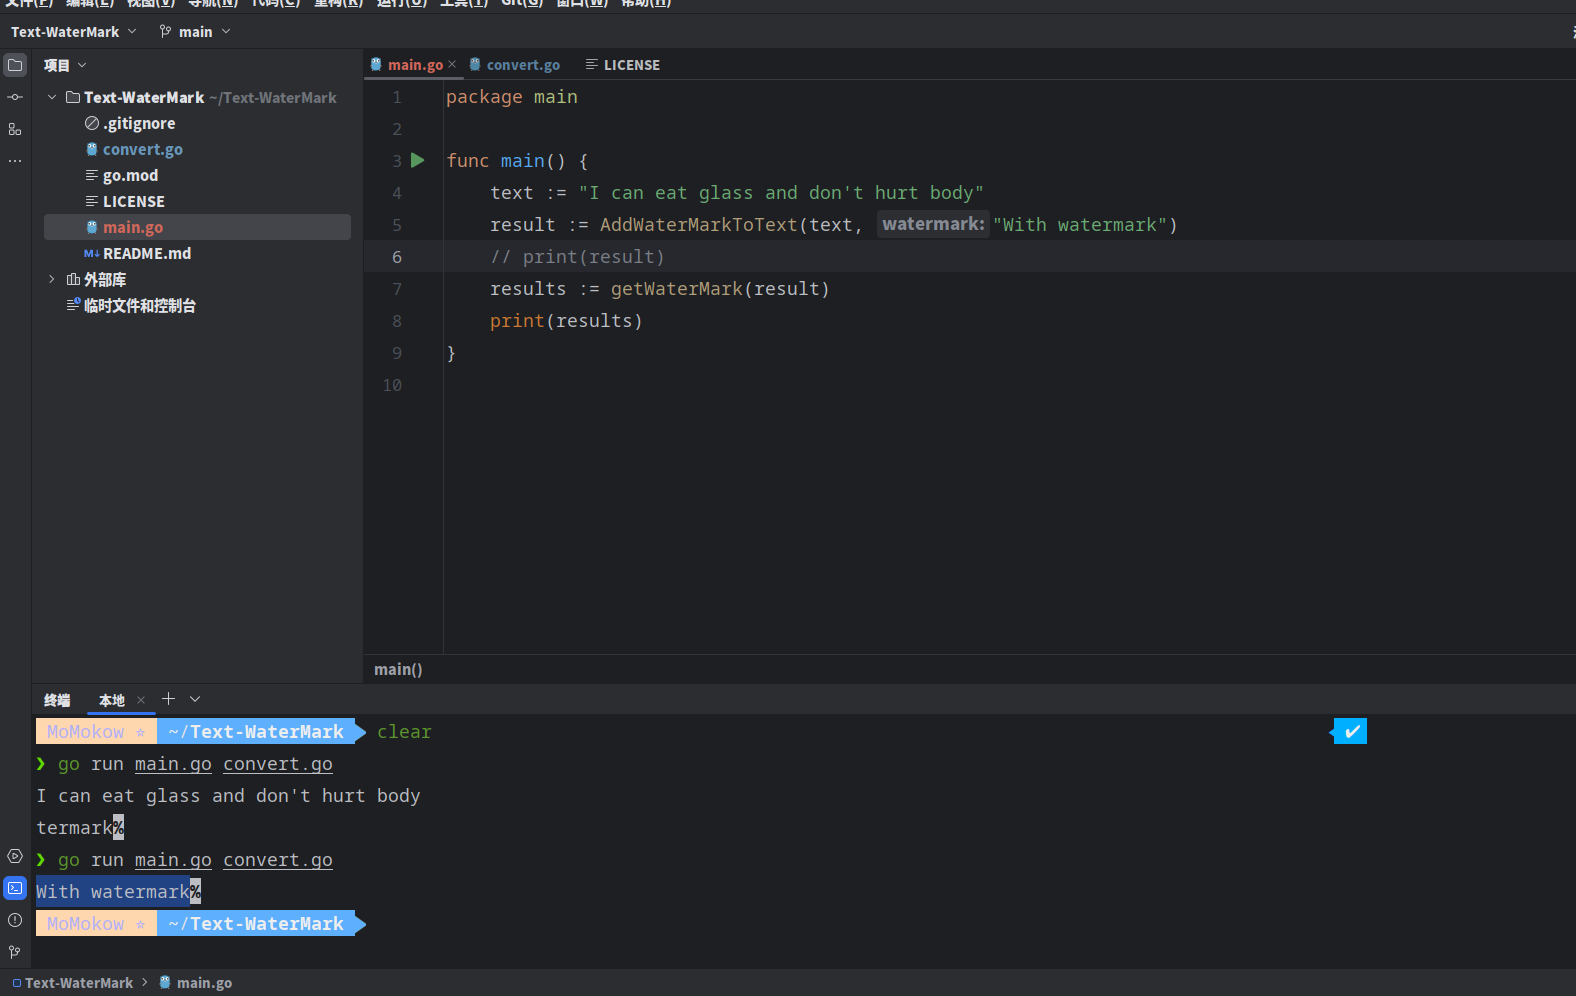 文件(F) 编辑(E) 视图(V) 导航(N) 代码(C) 重构(R) 运行(U) 工具(T) Git(G) 窗口(W) 帮助(H)
Text-WaterMark main
项目
main.go convert.go LICENSE
Text-WaterMark ~/Text-WaterMark
.gitignore
convert.go
go.mod
LICENSE
main.go
M↓ README.md
外部库
临时文件和控制台
1 package main
2
3 func main() {
4 text := "I can eat glass and don't hurt body"
5 result := AddWaterMarkToText(text, watermark: "With watermark")
6 // print(result)
7 results := getWaterMark(result)
8 print(results)
9 }
10
main()
终端 本地
MoMokow ☆ ~/Text-WaterMark clear ✔
❯ go run main.go convert.go
I can eat glass and don't hurt body
termark%
❯ go run main.go convert.go
With watermark%
MoMokow ☆ ~/Text-WaterMark
Text-WaterMark > main.go